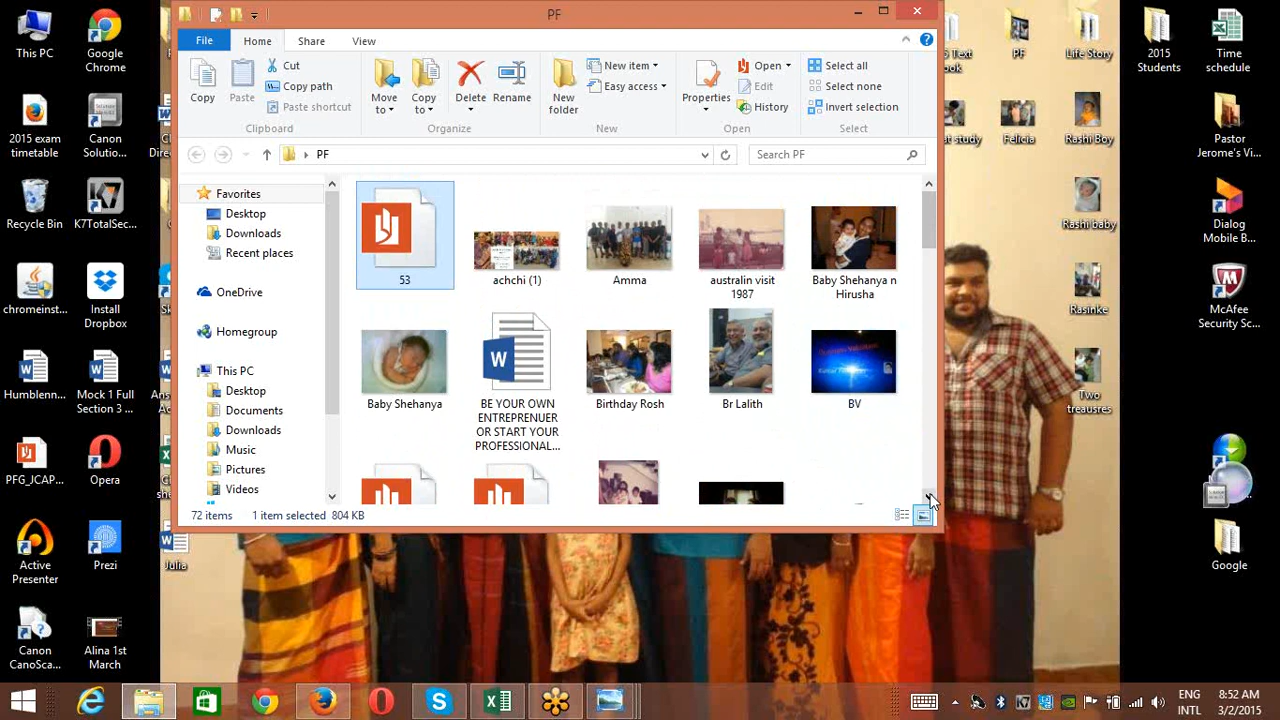 PF
File Home Share View
Copy
Paste
Cut
Copy path
Paste shortcut
Clipboard
Move to
Copy to
Delete
Rename
Organize
New folder
New item
Easy access
New
Properties
Open
Edit
History
Open
Select all
Select none
Insert selection
Select
PF
Search PF
Favorites
Desktop
Downloads
Recent places
OneDrive
Homegroup
This PC
Desktop
Documents
Downloads
Music
Pictures
Videos
53
achchi (1)
Amma
australin visit
1987
Baby Shehanya n
Hirusha
Baby Shehanya
BE YOUR OWN
ENTREPRENUER
OR START YOUR
PROFESSIONAL...
Birthday Rosh
Br Lalith
BV
72 items 1 item selected 804 KB
This PC
Google
Chrome
2015 exam
timetable
Canon
Solutio...
Recycle Bin
K7TotalSec...
chromeinst...
Install
Dropbox
Humblenn...
Mock 1 Full
Section 3 ...
PFG_JCAP...
Opera
Active
Presenter
Prezi
Julia
Canon
CanoSca...
Alina 1st
March
PF
Life Story
2015
Students
Time
schedule
Felicia
Rashi Boy
Pastor
Jerome's Vi...
Rashi baby
Dialog
Mobile B...
Rasinke
McAfee
Security Sc...
Two
treausres
Google
ENG
INTL
8:52 AM
3/2/2015